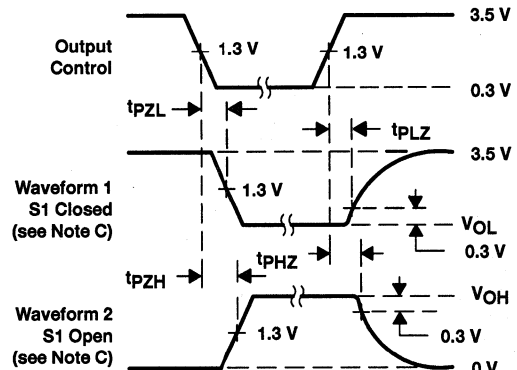 3.5 V
Output
Control
1.3 V
1.3 V
0.3 V
tPZL
tPLZ
3.5 V
Waveform 1
S1 Closed
(see Note C)
1.3 V
VOL
0.3 V
tPHZ
tPZH
VOH
Waveform 2
S1 Open
(see Note C)
1.3 V
0.3 V
0 V